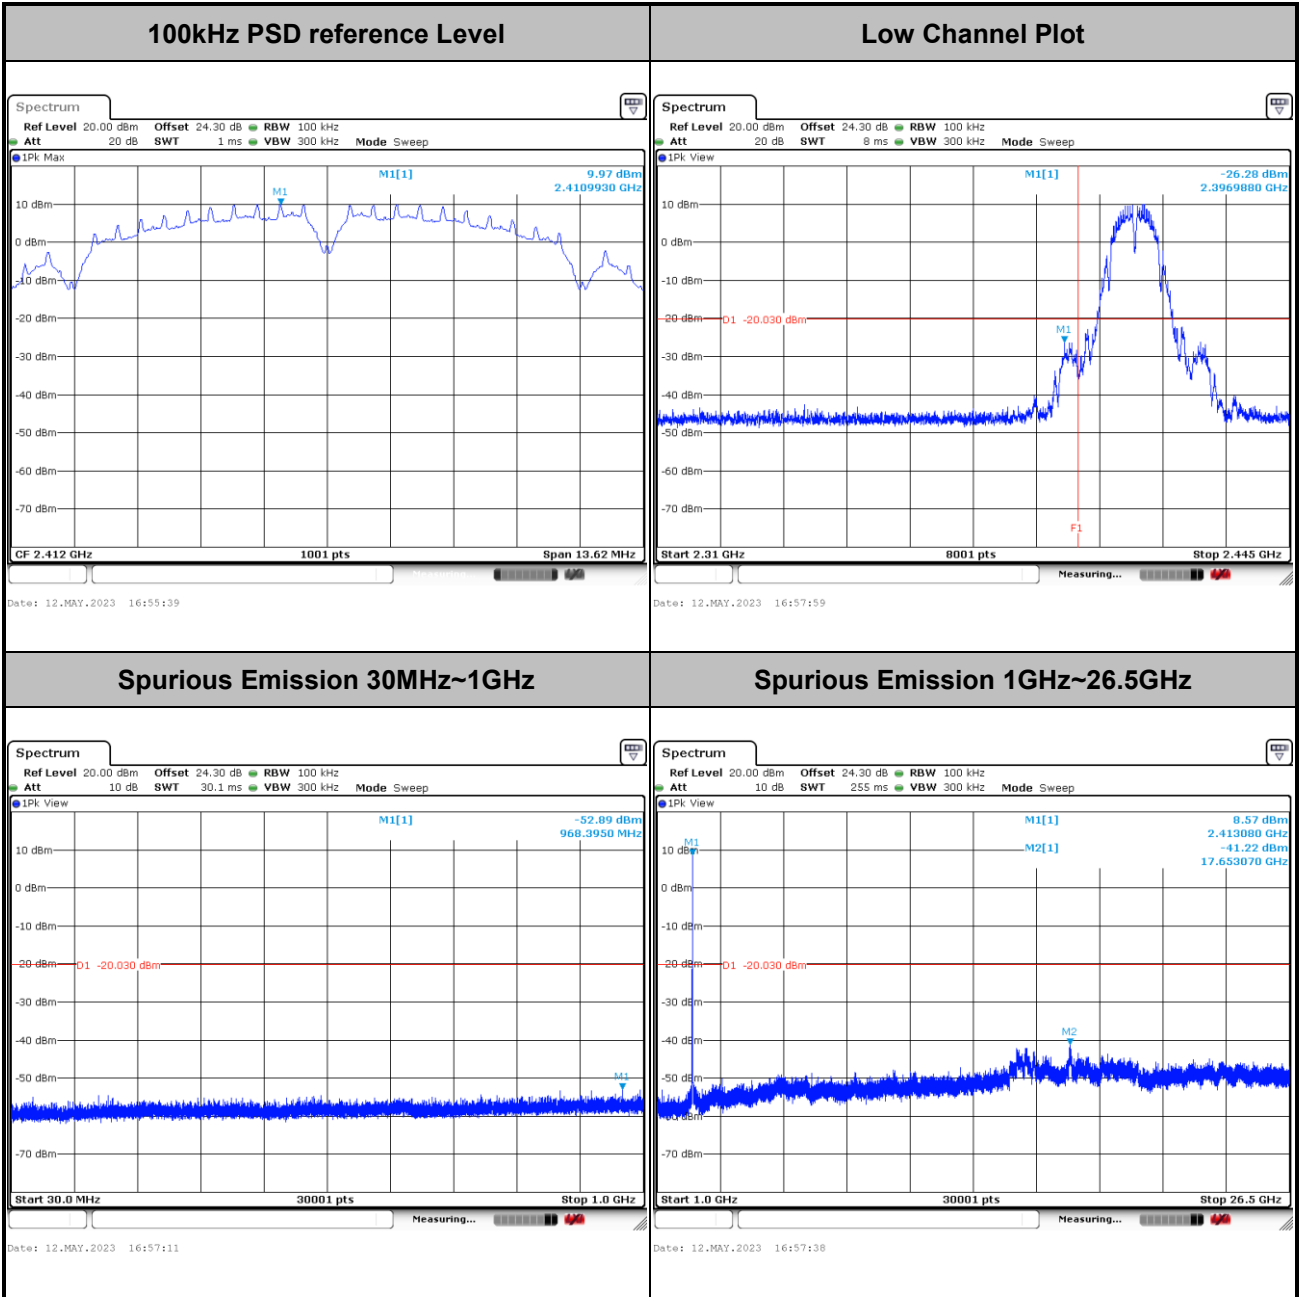 100kHz PSD reference Level
Spectrum
Ref Level 20.00 dBm Offset 24.30 dB RBW 100 kHz
Att 20 dB SWT 1 ms VBW 300 kHz Mode Sweep
1Pk Max
M1[1] 9.97 dBm
2.4109930 GHz
M1
10 dBm
0 dBm
-10 dBm
-20 dBm
-30 dBm
-40 dBm
-50 dBm
-60 dBm
-70 dBm
CF 2.412 GHz 1001 pts Span 13.62 MHz
Measuring...
Date: 12.MAY.2023 16:55:39
Low Channel Plot
Spectrum
Ref Level 20.00 dBm Offset 24.30 dB RBW 100 kHz
Att 20 dB SWT 8 ms VBW 300 kHz Mode Sweep
1Pk View
M1[1] -26.28 dBm
2.3969880 GHz
10 dBm
0 dBm
-10 dBm
-20 dBm
D1 -20.030 dBm
M1
-30 dBm
-40 dBm
-50 dBm
-60 dBm
-70 dBm
F1
Start 2.31 GHz 8001 pts Stop 2.445 GHz
Measuring...
Date: 12.MAY.2023 16:57:59
Spurious Emission 30MHz~1GHz
Spectrum
Ref Level 20.00 dBm Offset 24.30 dB RBW 100 kHz
Att 10 dB SWT 30.1 ms VBW 300 kHz Mode Sweep
1Pk View
M1[1] -52.89 dBm
968.3950 MHz
10 dBm
0 dBm
-10 dBm
-20 dBm
D1 -20.030 dBm
-30 dBm
-40 dBm
-50 dBm
M1
-70 dBm
Start 30.0 MHz 30001 pts Stop 1.0 GHz
Measuring...
Date: 12.MAY.2023 16:57:11
Spurious Emission 1GHz~26.5GHz
Spectrum
Ref Level 20.00 dBm Offset 24.30 dB RBW 100 kHz
Att 10 dB SWT 255 ms VBW 300 kHz Mode Sweep
1Pk View
M1[1] 8.57 dBm
2.413080 GHz
M2[1] -41.22 dBm
17.653070 GHz
M1
10 dBm
0 dBm
-10 dBm
-20 dBm
D1 -20.030 dBm
-30 dBm
M2
-40 dBm
-50 dBm
-60 dBm
-70 dBm
Start 1.0 GHz 30001 pts Stop 26.5 GHz
Measuring...
Date: 12.MAY.2023 16:57:38